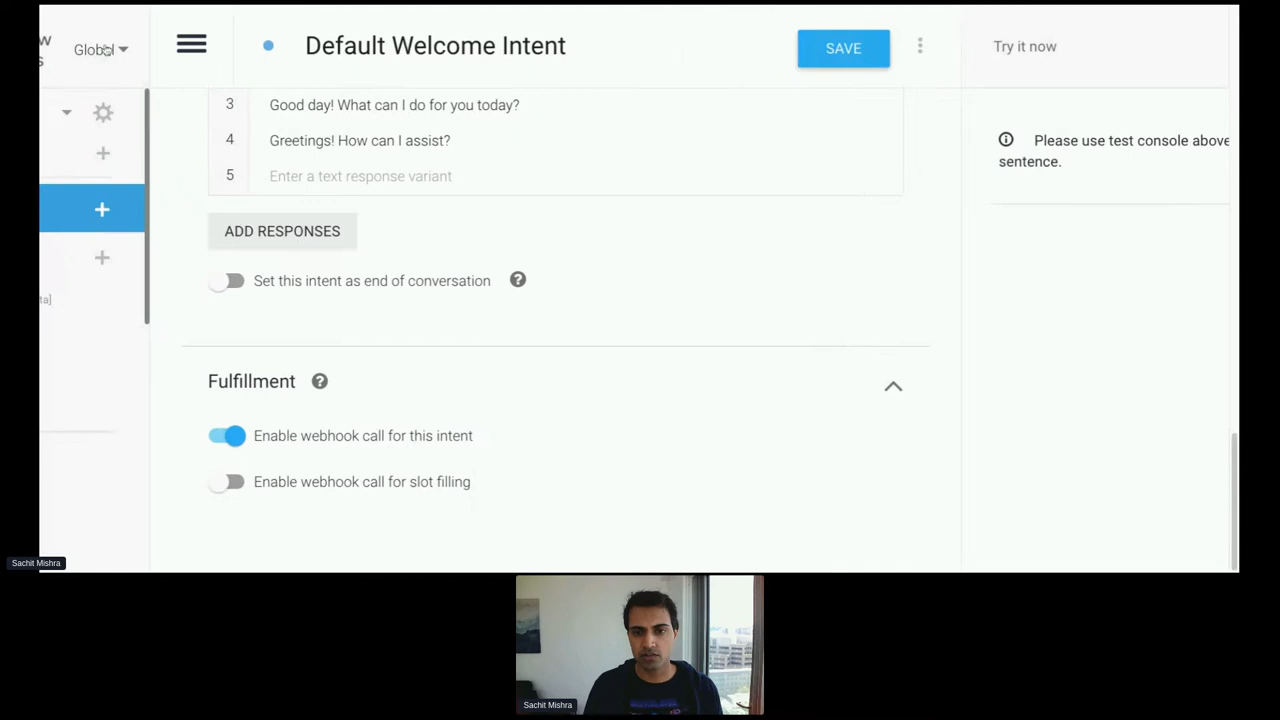 w
s
Global
Default Welcome Intent
SAVE
Try it now
3 Good day! What can I do for you today?
4 Greetings! How can I assist?
5 Enter a text response variant
ADD RESPONSES
Set this intent as end of conversation
Please use test console above
sentence.
ta]
Fulfillment
Enable webhook call for this intent
Enable webhook call for slot filling
Sachit Mishra
Sachit Mishra